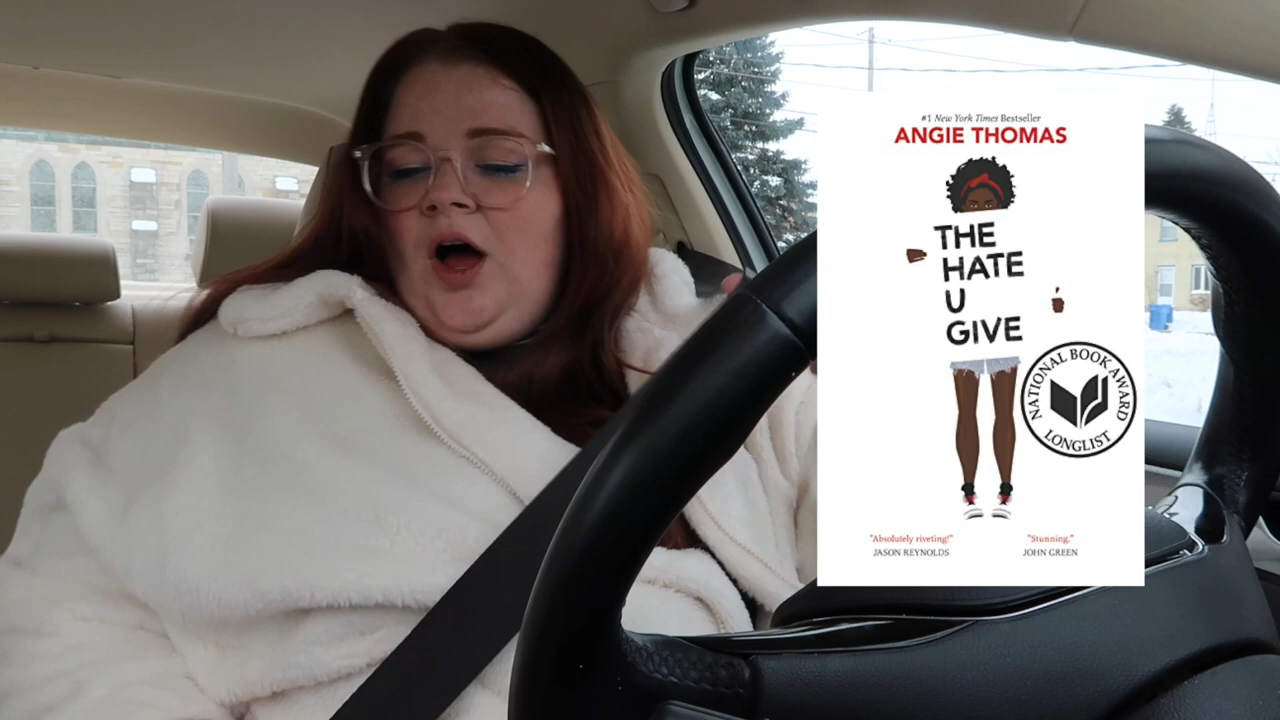 #1 New York Times Bestseller
ANGIE THOMAS
THE
HATE
U
GIVE
NATIONAL BOOK AWARD
LONGLIST
"Absolutely riveting!"
JASON REYNOLDS
"Stunning."
JOHN GREEN